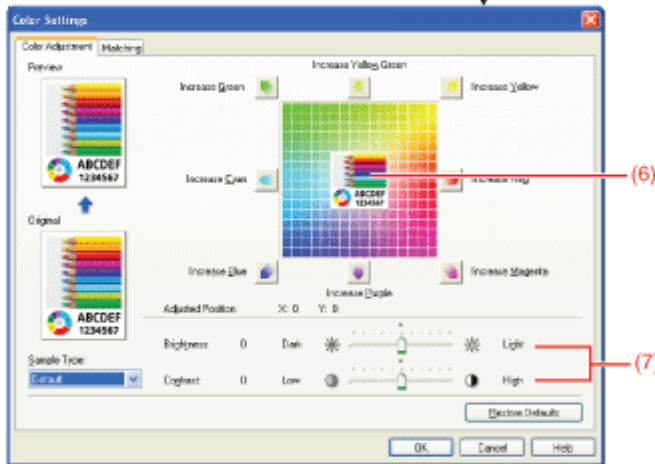 Color Settings
Color Adjustment Matching
Preview
Increase Yellow Green
Increase Green
Increase Yellow
ABCDEF
1234567
Increase Cyan
ABCDEF
1234567
Increase Red
(6)
Original
Increase Blue
Increase Magenta
Increase Purple
ABCDEF
1234567
Adjusted Position X: 0 Y: 0
Brightness: 0 Dark Light
Sample Type:
Default
Contrast: 0 Low High
(7)
Restore Defaults
OK Cancel Help